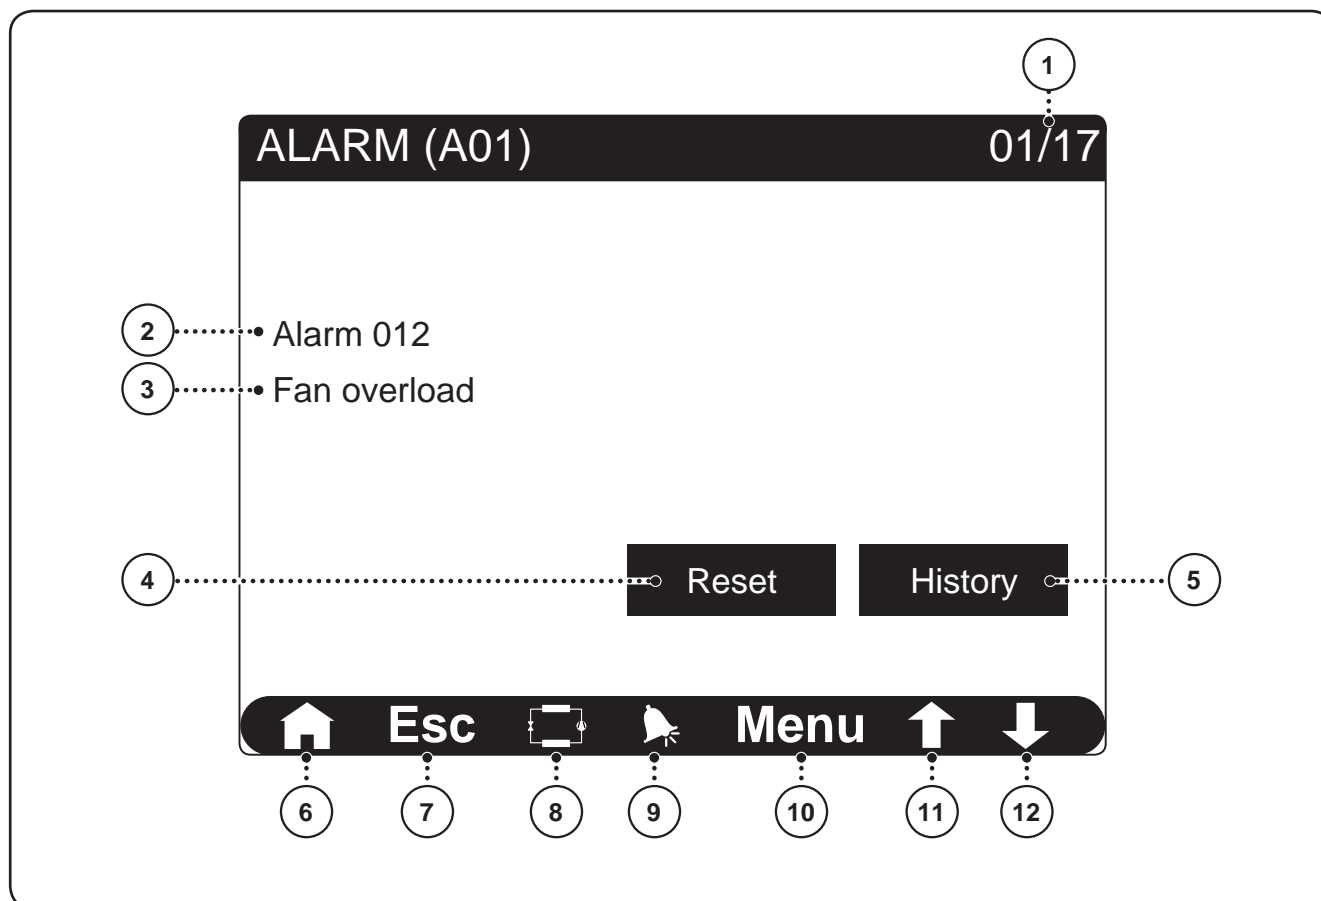 1
ALARM (A01) 01/17
2 Alarm 012
3 Fan overload
4 Reset History 5
Esc Menu
6 7 8 9 10 11 12